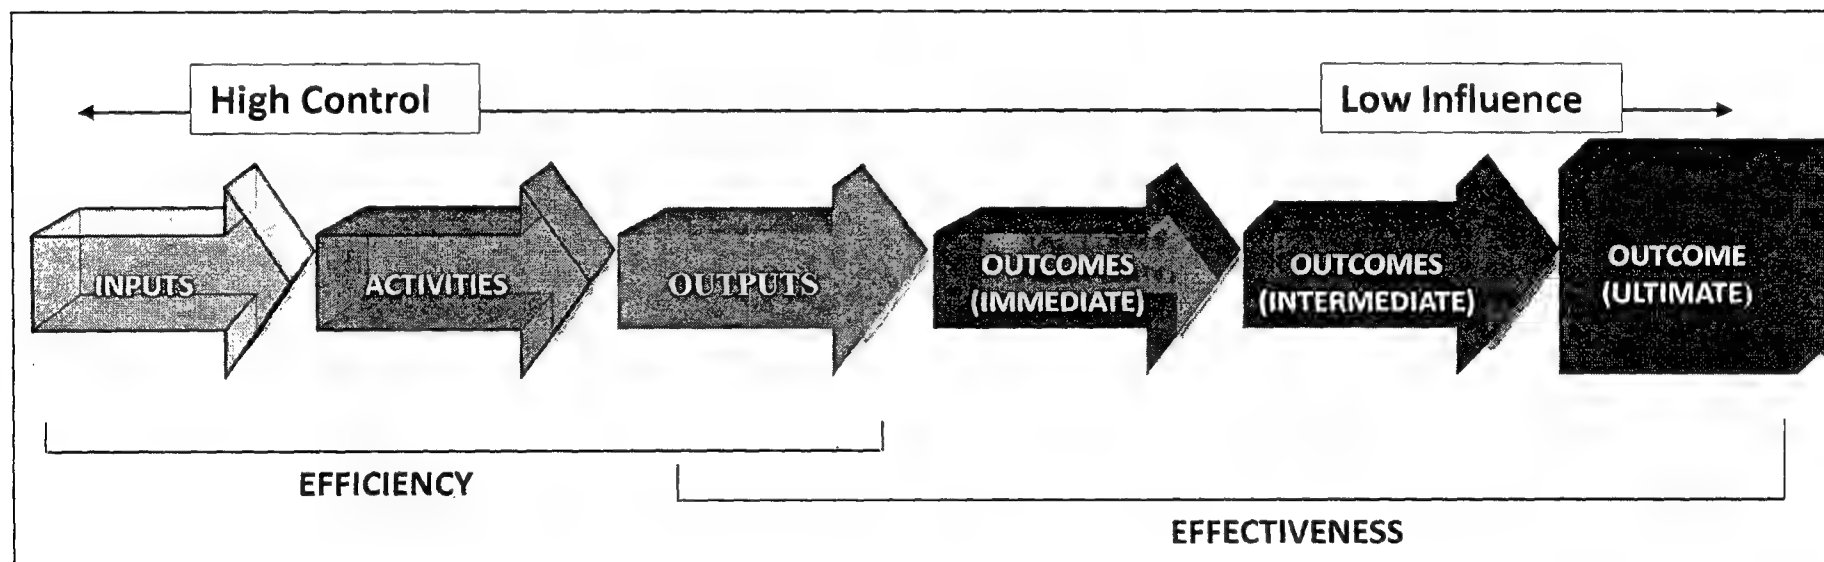 High Control
Low Influence
INPUTS
ACTIVITIES
OUTPUTS
OUTCOMES
(IMMEDIATE)
OUTCOMES
(INTERMEDIATE)
OUTCOME
(ULTIMATE)
EFFICIENCY
EFFECTIVENESS